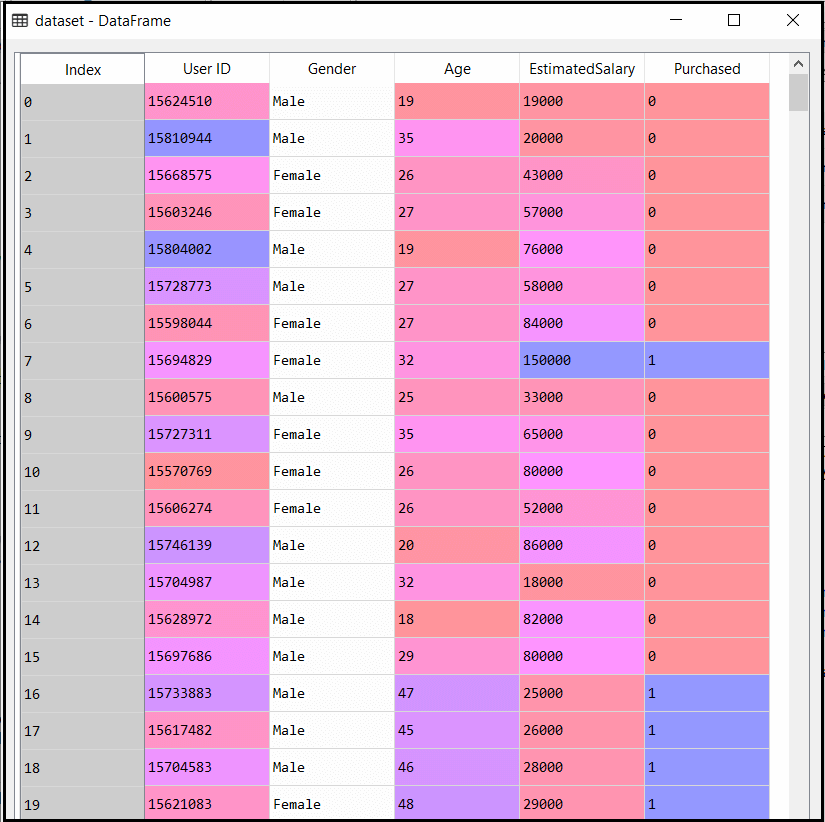 dataset - DataFrame
Index User ID Gender Age EstimatedSalary Purchased
0 15624510 Male 19 19000 0
1 15810944 Male 35 20000 0
2 15668575 Female 26 43000 0
3 15603246 Female 27 57000 0
4 15804002 Male 19 76000 0
5 15728773 Male 27 58000 0
6 15598044 Female 27 84000 0
7 15694829 Female 32 150000 1
8 15600575 Male 25 33000 0
9 15727311 Female 35 65000 0
10 15570769 Female 26 80000 0
11 15606274 Female 26 52000 0
12 15746139 Male 20 86000 0
13 15704987 Male 32 18000 0
14 15628972 Male 18 82000 0
15 15697686 Male 29 80000 0
16 15733883 Male 47 25000 1
17 15617482 Male 45 26000 1
18 15704583 Male 46 28000 1
19 15621083 Female 48 29000 1